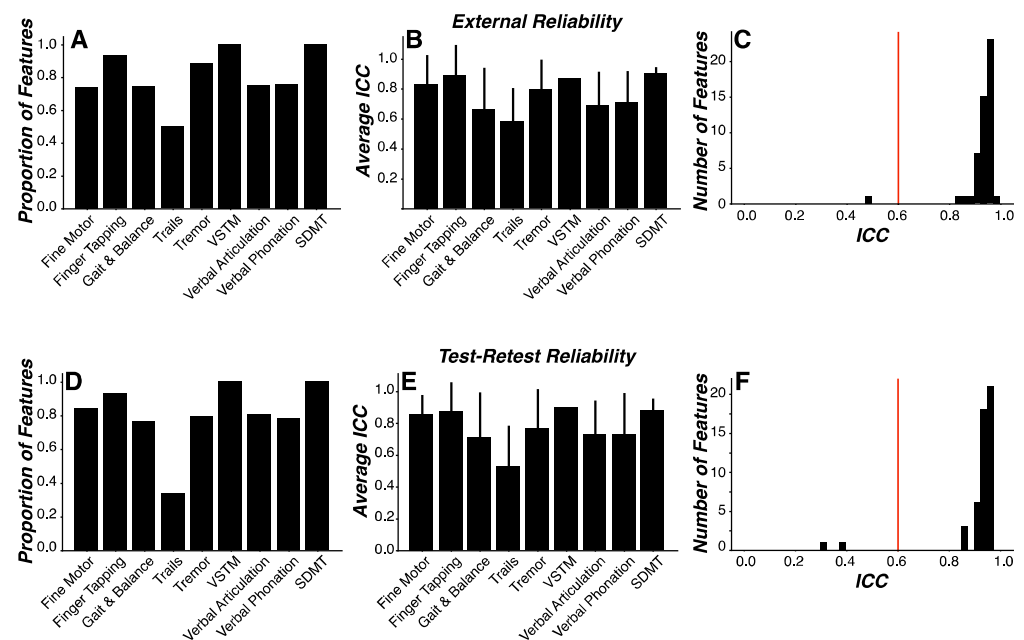 External Reliability
A
Proportion of Features
1.0
0.8
0.6
0.4
0.2
0.0
Fine Motor
Finger Tapping
Gait & Balance
Trails
Tremor
VSTM
Verbal Articulation
Verbal Phonation
SDMT
B
Average ICC
1.0
0.8
0.6
0.4
0.2
Fine Motor
Finger Tapping
Gait & Balance
Trails
Tremor
VSTM
Verbal Articulation
Verbal Phonation
SDMT
C
Number of Features
20
15
10
5
0
0.0 0.2 0.4 0.6 0.8 1.0
ICC
Test-Retest Reliability
D
Proportion of Features
1.0
0.8
0.6
0.4
0.2
0.0
Fine Motor
Finger Tapping
Gait & Balance
Trails
Tremor
VSTM
Verbal Articulation
Verbal Phonation
SDMT
E
Average ICC
1.0
0.8
0.6
0.4
0.2
0.0
Fine Motor
Finger Tapping
Gait & Balance
Trails
Tremor
VSTM
Verbal Articulation
Verbal Phonation
SDMT
F
Number of Features
20
15
10
5
0
0.0 0.2 0.4 0.6 0.8 1.0
ICC